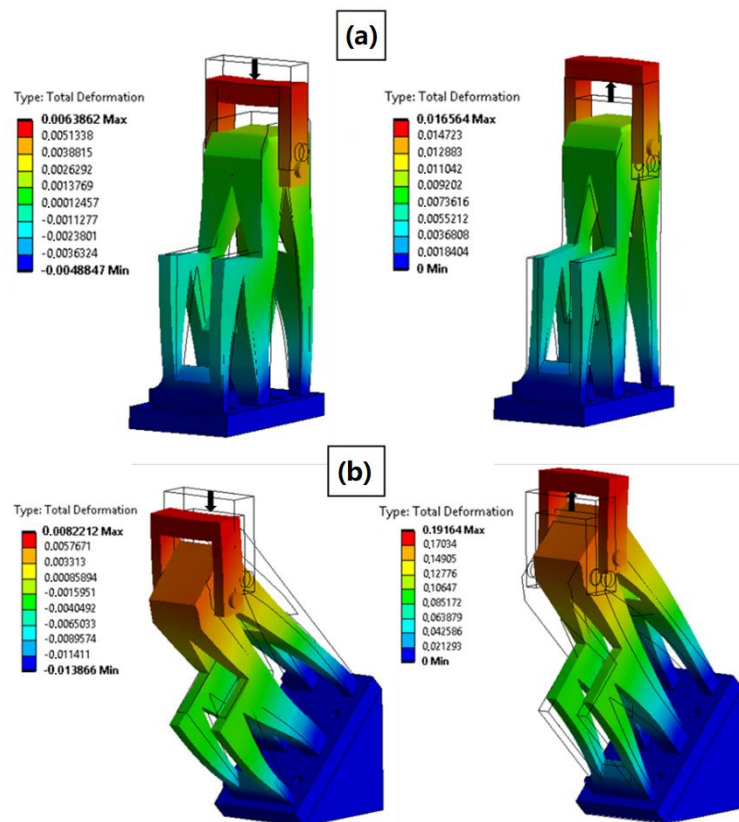 (a)
Type: Total Deformation
0.0063862 Max
0.0051338
0.0038815
0.0026292
0.0013769
0.00012457
-0.0011277
-0.0023801
-0.0036324
-0.0048847 Min
Type: Total Deformation
0.016564 Max
0.014723
0.012883
0.011042
0.009202
0.0073616
0.0055212
0.0036808
0.0018404
0 Min
(b)
Type: Total Deformation
0.0082212 Max
0.0057671
0.003313
0.00085894
-0.0015951
-0.0040492
-0.0065033
-0.0089574
-0.011411
-0.013866 Min
Type: Total Deformation
0,19164 Max
0,17034
0,14905
0,12776
0,10647
0,085172
0,063879
0,042586
0,021293
0 Min